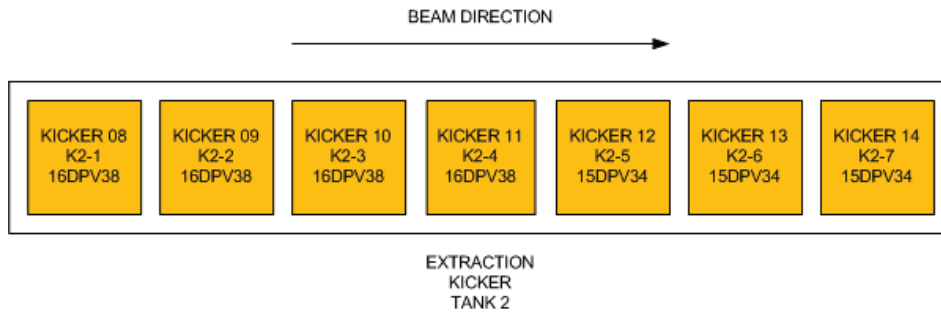 BEAM DIRECTION
KICKER 08
K2-1
16DPV38
KICKER 09
K2-2
16DPV38
KICKER 10
K2-3
16DPV38
KICKER 11
K2-4
16DPV38
KICKER 12
K2-5
15DPV34
KICKER 13
K2-6
15DPV34
KICKER 14
K2-7
15DPV34
EXTRACTION
KICKER
TANK 2